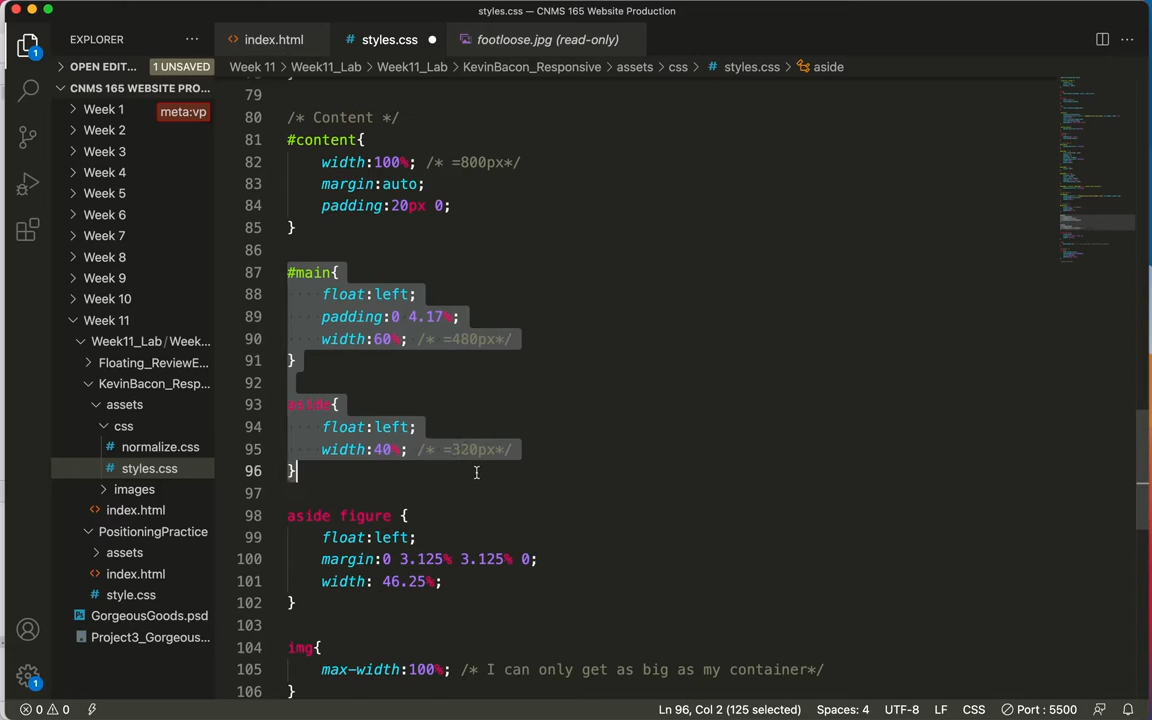 styles.css — CNMS 165 Website Production
EXPLORER
index.html
styles.css
footloose.jpg (read-only)
OPEN EDIT... 1 UNSAVED
Week 11 > Week11_Lab > Week11_Lab > KevinBacon_Responsive > assets > css > # styles.css > aside
CNMS 165 WEBSITE PRO...
meta:vp
Week 1
Week 2
Week 3
Week 4
Week 5
Week 6
Week 7
Week 8
Week 9
Week 10
Week 11
Week11_Lab / Week...
Floating_ReviewE...
KevinBacon_Resp...
assets
css
# normalize.css
# styles.css
images
index.html
PositioningPractice
assets
index.html
style.css
GorgeousGoods.psd
Project3_Gorgeous...
79
80 /* Content */
81 #content{
82 width:100%; /* =800px*/
83 margin:auto;
84 padding:20px 0;
85 }
86
87 #main{
88 float:left;
89 padding:0 4.17%;
90 width:60%; /* =480px*/
91 }
92
93 aside{
94 float:left;
95 width:40%; /* =320px*/
96 }
97
98 aside figure {
99 float:left;
100 margin:0 3.125% 3.125% 0;
101 width: 46.25%;
102 }
103
104 img{
105 max-width:100%; /* I can only get as big as my container*/
106 }
1
1
0 0
Ln 96, Col 2 (125 selected) Spaces: 4 UTF-8 LF CSS Port : 5500